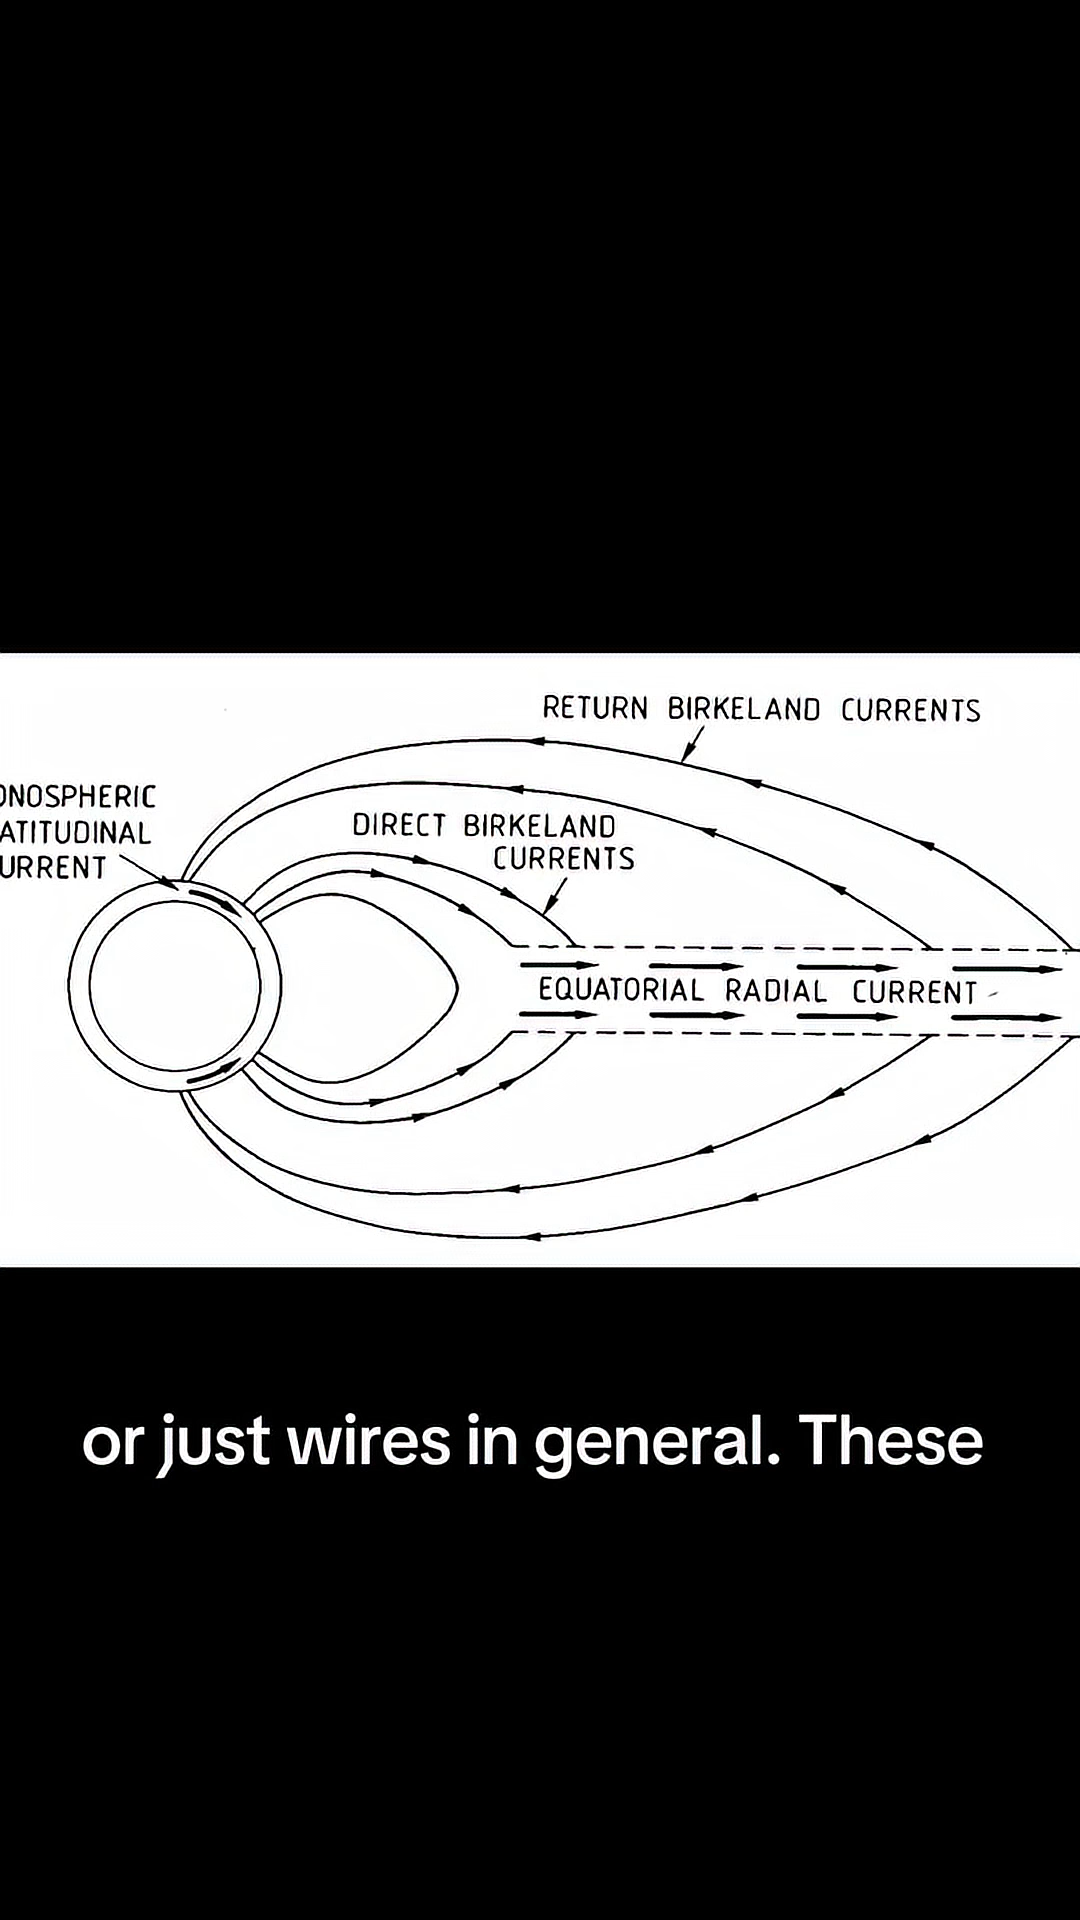 RETURN BIRKELAND CURRENTS
ONOSPHERIC
ATITUDINAL
URRENT
DIRECT BIRKELAND
CURRENTS
EQUATORIAL RADIAL CURRENT
or just wires in general. These